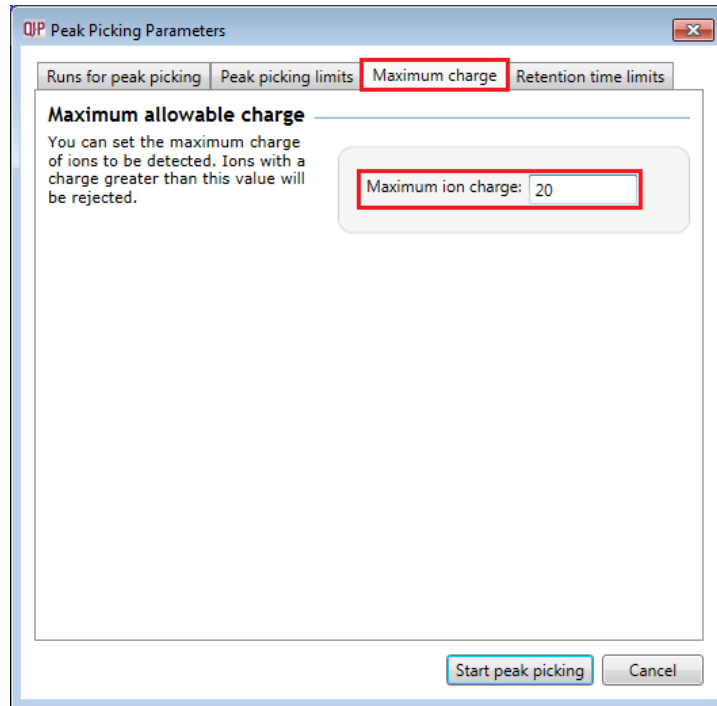 QIP Peak Picking Parameters
Runs for peak picking Peak picking limits Maximum charge Retention time limits
Maximum allowable charge
You can set the maximum charge
of ions to be detected. Ions with a
charge greater than this value will
be rejected.
Maximum ion charge: 20
Start peak picking Cancel